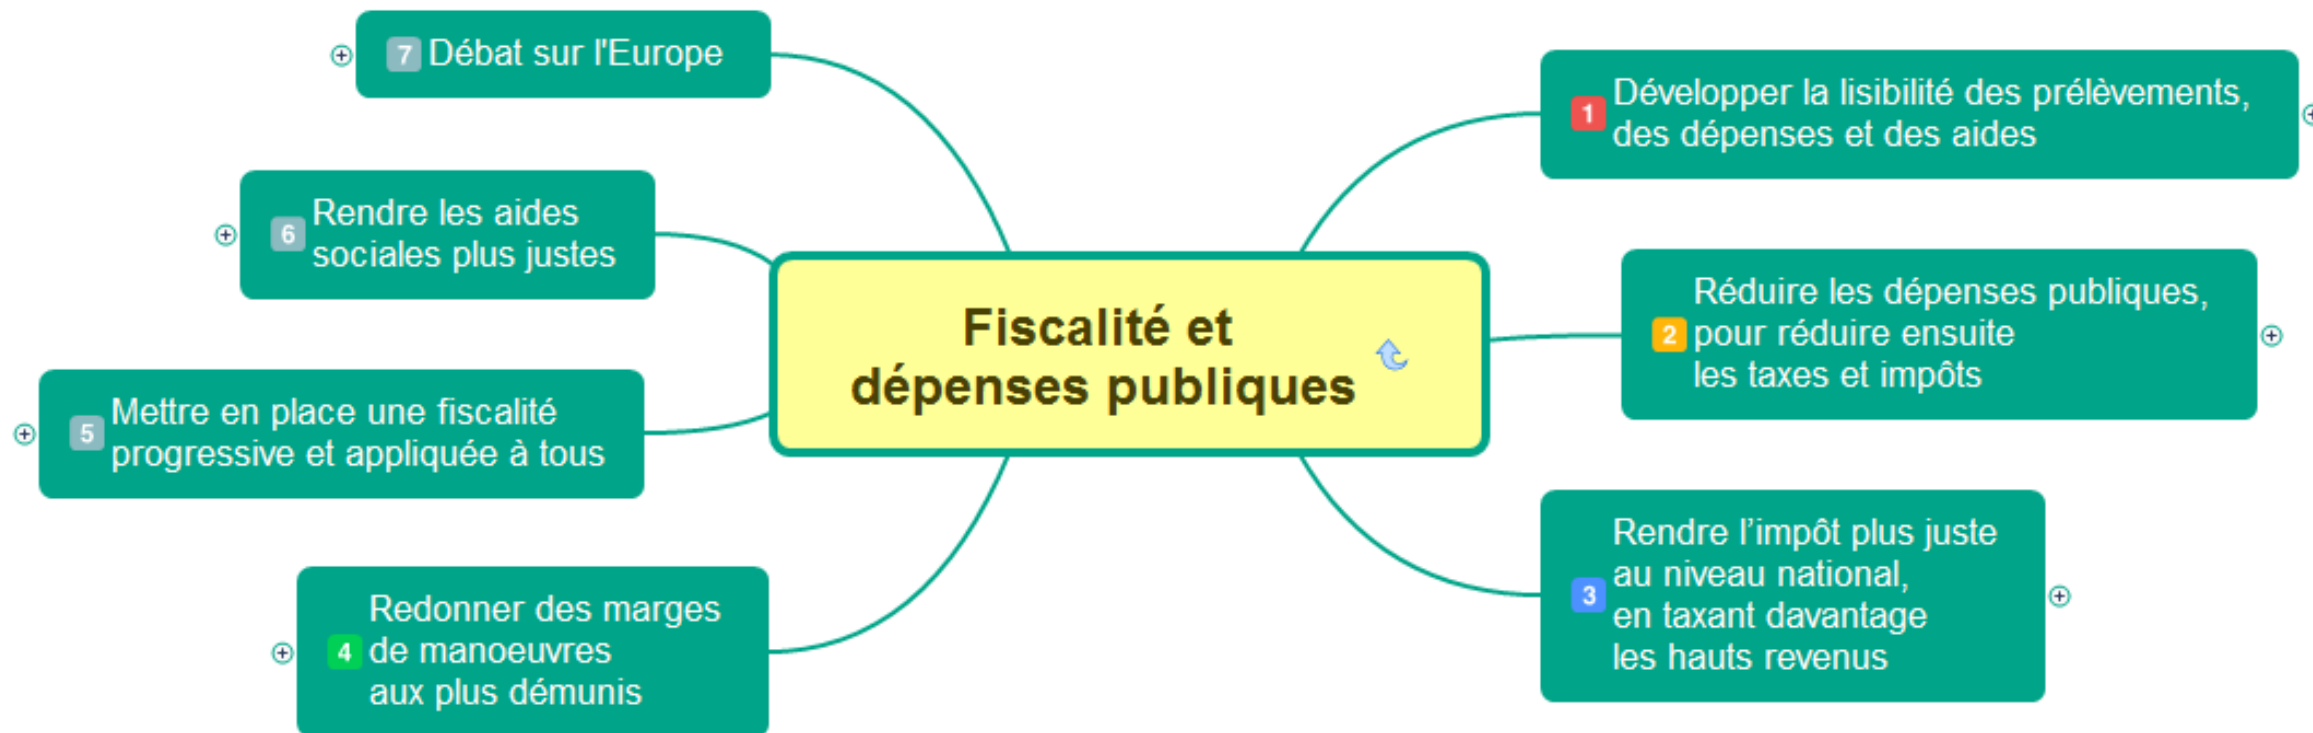 Fiscalité et
dépenses publiques
1
Développer la lisibilité des prélèvements,
des dépenses et des aides
2
Réduire les dépenses publiques,
pour réduire ensuite
les taxes et impôts
3
Rendre l’impôt plus juste
au niveau national,
en taxant davantage
les hauts revenus
4
Redonner des marges
de manoeuvres
aux plus démunis
5
Mettre en place une fiscalité
progressive et appliquée à tous
6
Rendre les aides
sociales plus justes
7
Débat sur l'Europe